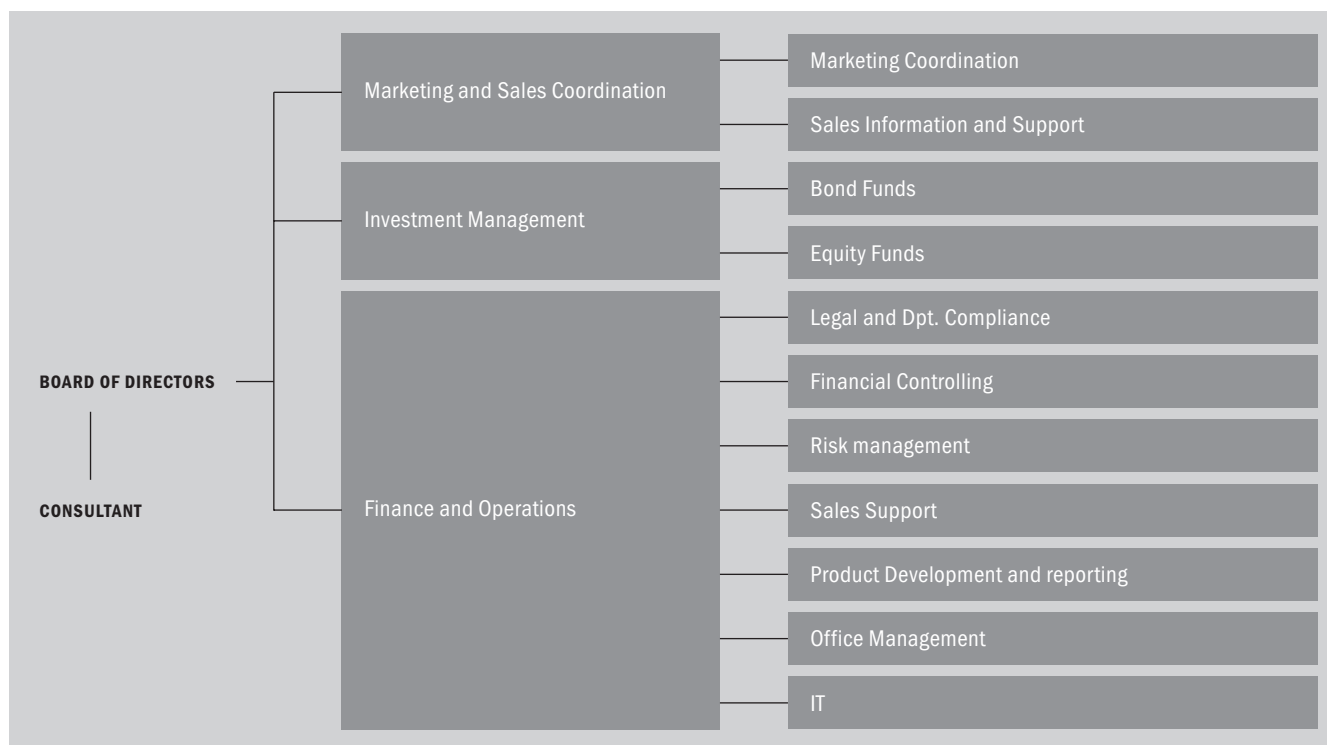 BOARD OF DIRECTORS
CONSULTANT
Marketing and Sales Coordination
Marketing Coordination
Sales Information and Support
Investment Management
Bond Funds
Equity Funds
Finance and Operations
Legal and Dpt. Compliance
Financial Controlling
Risk management
Sales Support
Product Development and reporting
Office Management
IT